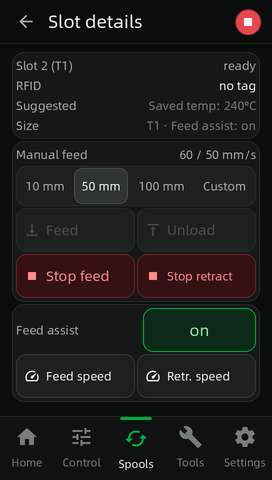 Slot details
Slot 2 (T1) ready
RFID no tag
Suggested Saved temp: 240°C
Size T1 · Feed assist: on
Manual feed 60 / 50 mm/s
10 mm 50 mm 100 mm Custom
Feed Unload
Stop feed Stop retract
Feed assist on
Feed speed Retr. speed
Home Control Spools Tools Settings